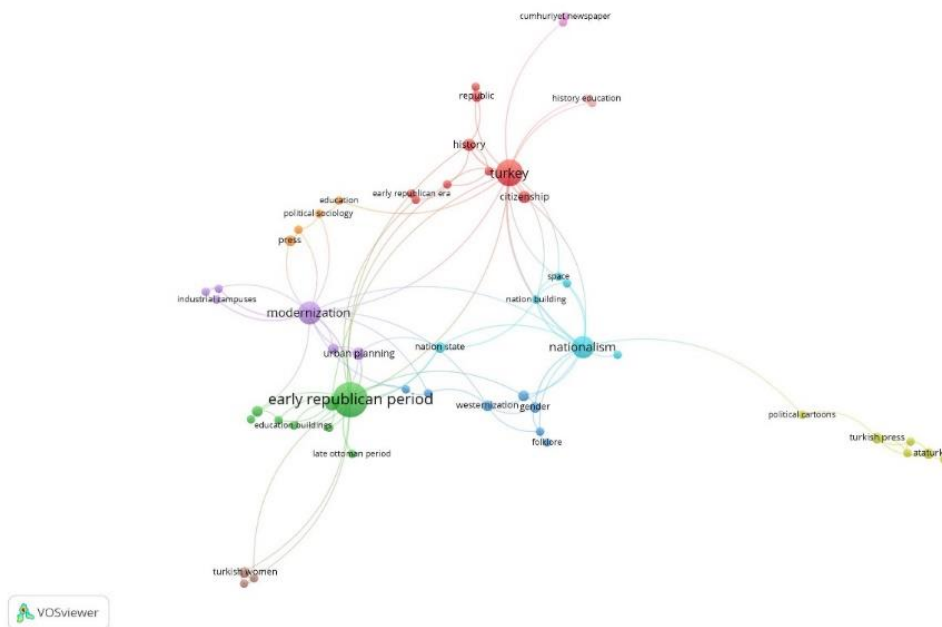 cumhuriyet newspaper
republic
history education
history
turkey
early republican era
citizenship
education
political sociology
press
space
industrial campuses
nation building
modernization
nation state
nationalism
urban planning
early republican period
westernization
gender
political cartoons
education buildings
folklore
turkish press
late ottoman period
ataturk
turkish women
VOSviewer